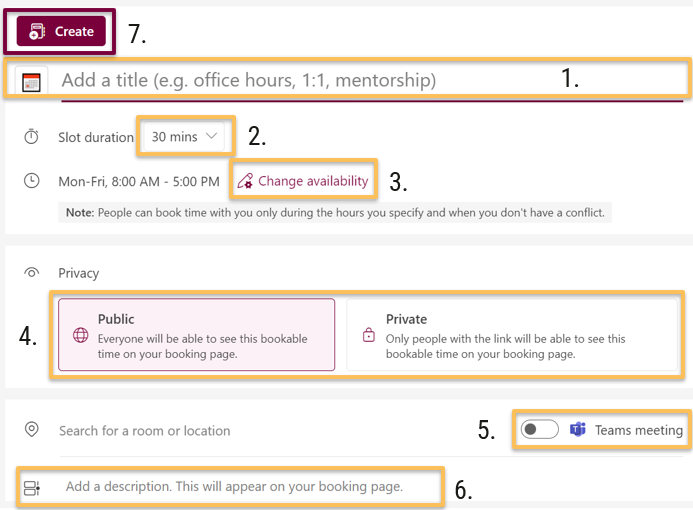 Create 7.
Add a title (e.g. office hours, 1:1, mentorship) 1.
Slot duration 30 mins 2.
Mon-Fri, 8:00 AM - 5:00 PM Change availability 3.
Note: People can book time with you only during the hours you specify and when you don't have a conflict.
Privacy
4.
Public
Everyone will be able to see this bookable
time on your booking page.
Private
Only people with the link will be able to see this
bookable time on your booking page.
Search for a room or location 5. Teams meeting
Add a description. This will appear on your booking page. 6.